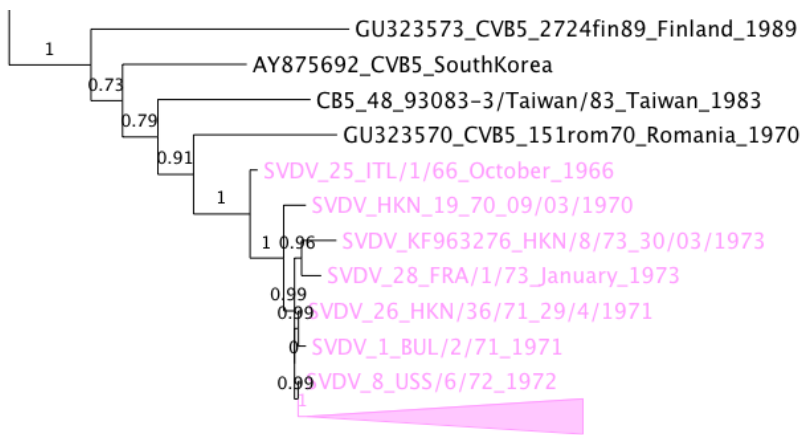 GU323573_CVB5_2724fin89_Finland_1989
1
AY875692_CVB5_SouthKorea
0.73
CB5_48_93083-3/Taiwan/83_Taiwan_1983
0.79
GU323570_CVB5_151rom70_Romania_1970
0.91
SVDV_25_ITL/1/66_October_1966
1
SVDV_HKN_19_70_09/03/1970
1 0.96
SVDV_KF963276_HKN/8/73_30/03/1973
SVDV_28_FRA/1/73_January_1973
0.99
0.99
SVDV_26_HKN/36/71_29/4/1971
0
SVDV_1_BUL/2/71_1971
0.99
SVDV_8_USS/6/72_1972
1